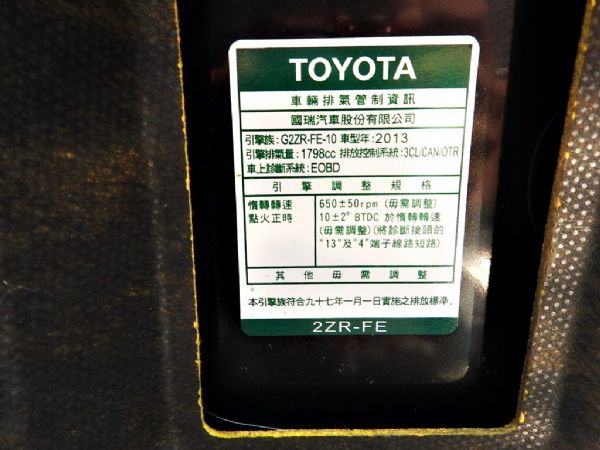 TOYOTA
車輛排氣管制資訊
國瑞汽車股份有限公司
引擎族:G2ZR-FE-10 車型年:2013
引擎排氣量:1798cc 排放控制系統:3CL/CAN/OTR
車上診斷系統:EOBD
引擎調整規格
惰轉轉速 650±50rpm (毋需調整)
點火正時 10±2° BTDC 於惰轉轉速
(毋需調整)(將診斷接頭的
"13"及"4"端子線路短路)
其他毋需調整
本引擎族符合九十七年一月一日實施之排放標準。
2ZR-FE